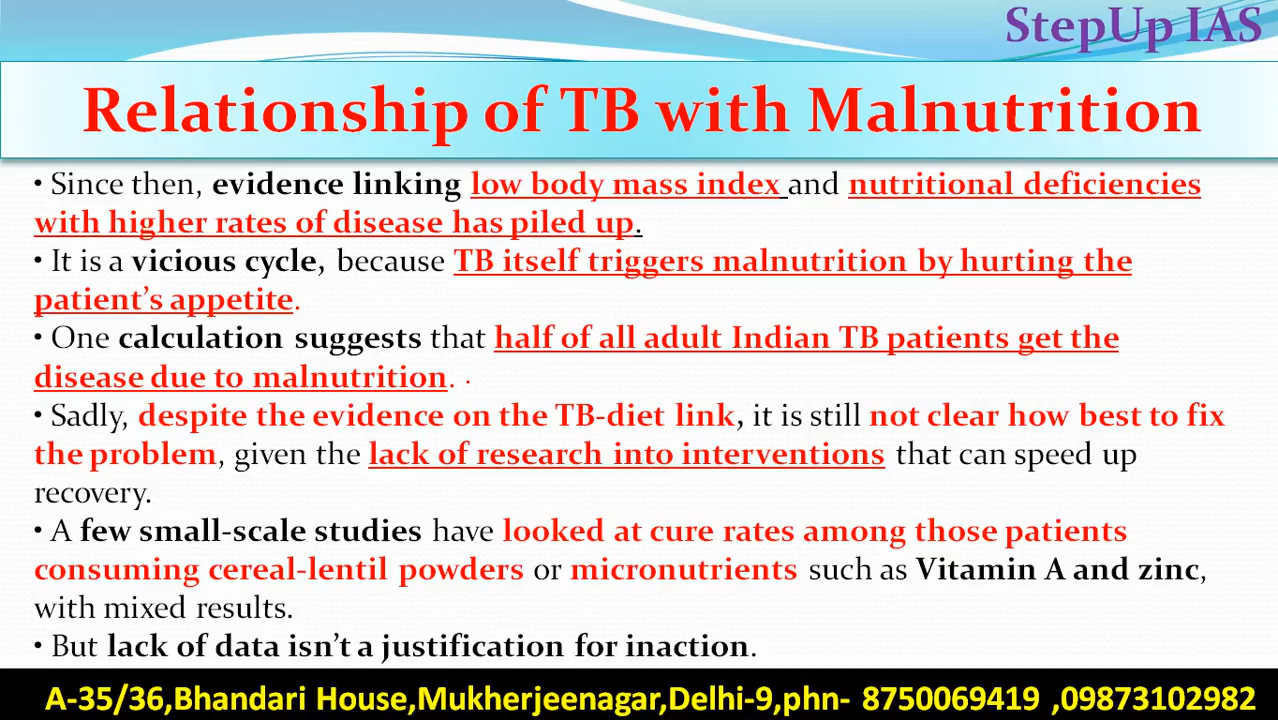 StepUp IAS
Relationship of TB with Malnutrition
• Since then, evidence linking low body mass index and nutritional deficiencies
with higher rates of disease has piled up.
• It is a vicious cycle, because TB itself triggers malnutrition by hurting the
patient’s appetite.
• One calculation suggests that half of all adult Indian TB patients get the
disease due to malnutrition.
• Sadly, despite the evidence on the TB-diet link, it is still not clear how best to fix
the problem, given the lack of research into interventions that can speed up
recovery.
• A few small-scale studies have looked at cure rates among those patients
consuming cereal-lentil powders or micronutrients such as Vitamin A and zinc,
with mixed results.
• But lack of data isn’t a justification for inaction.
A-35/36,Bhandari House,Mukherjeenagar,Delhi-9,phn- 8750069419 ,09873102982